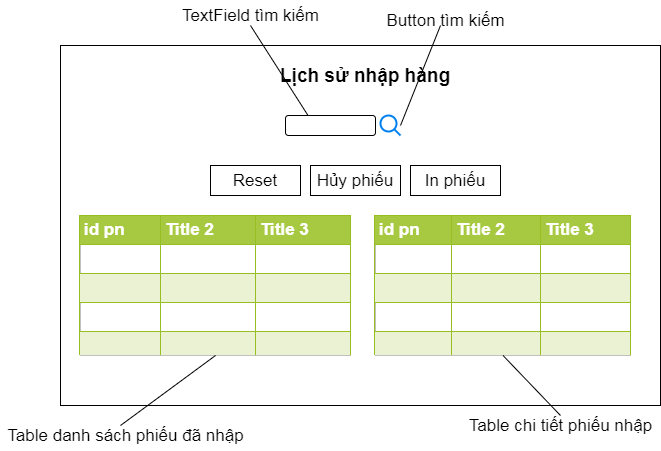 TextField tìm kiếm
Button tìm kiếm
Lịch sử nhập hàng
Reset Hủy phiếu In phiếu
id pn Title 2 Title 3 id pn Title 2 Title 3
Table danh sách phiếu đã nhập
Table chi tiết phiếu nhập